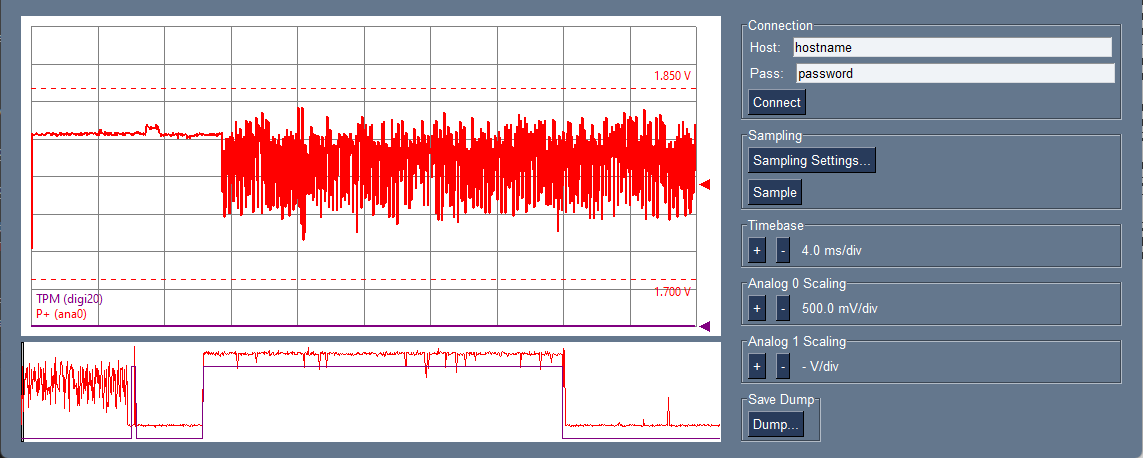 1.850 V
1.700 V
TPM (digi20)
P+ (ana0)
Connection
Host: hostname
Pass: password
Connect
Sampling
Sampling Settings...
Sample
Timebase
+ - 4.0 ms/div
Analog 0 Scaling
+ - 500.0 mV/div
Analog 1 Scaling
+ - - V/div
Save Dump
Dump...